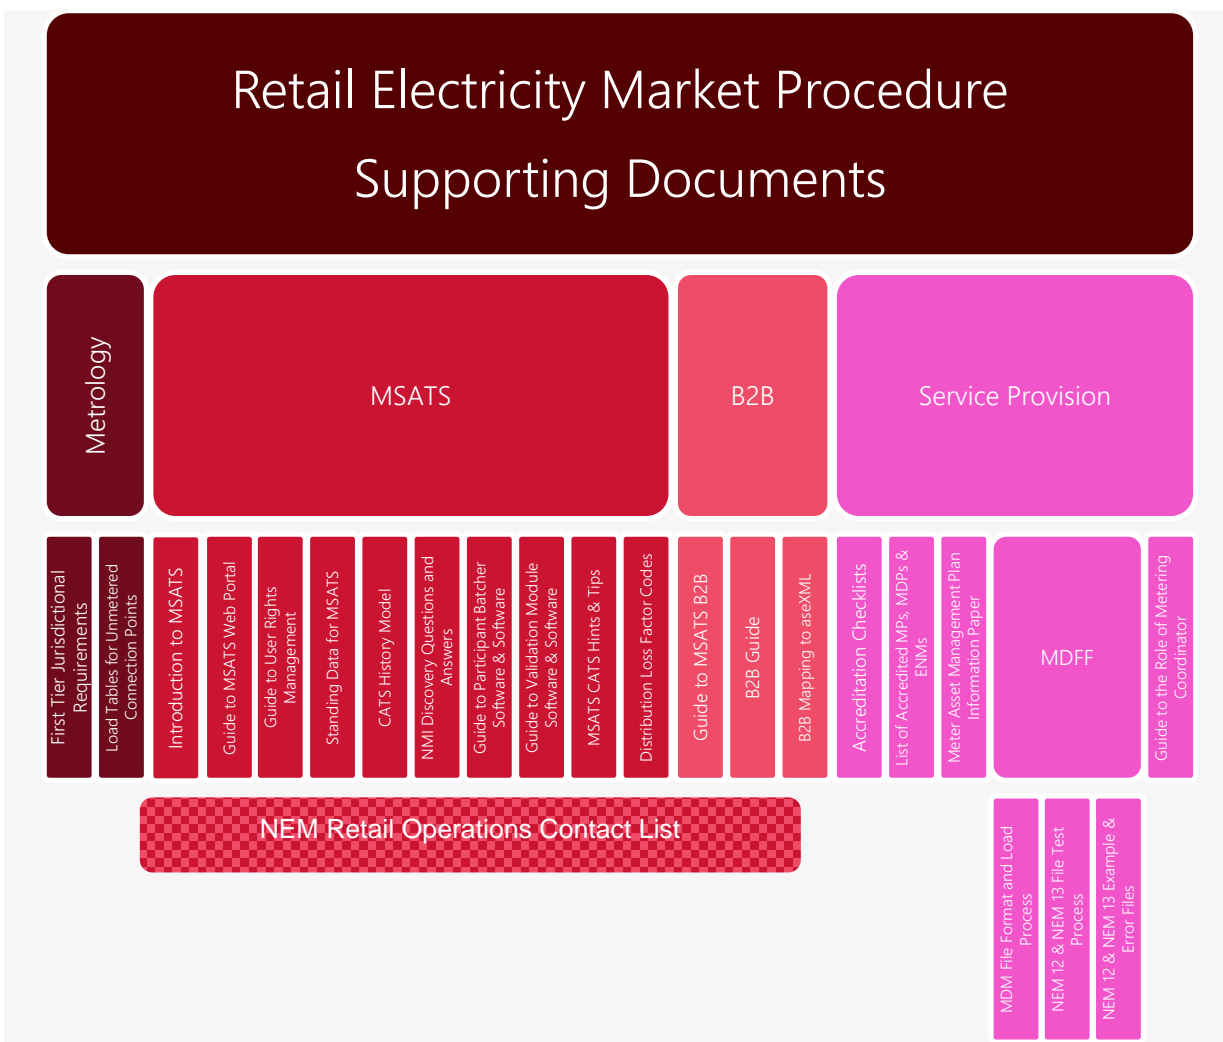 Retail Electricity Market Procedure
Supporting Documents
Metrology
MSATS
B2B
Service Provision
First Tier Jurisdictional
Requirements
Load Tables for Unmetered
Connection Points
Introduction to MSATS
Guide to MSATS Web Portal
Guide to User Rights
Management
Standing Data for MSATS
CATS History Model
NMI Discovery Questions and
Answers
Guide to Participant Batcher
Software & Software
Guide to Validation Module
Software & Software
MSATS CATS Hints & Tips
Distribution Loss Factor Codes
Guide to MSATS B2B
B2B Guide
B2B Mapping to aseXML
Accreditation Checklists
List of Accredited MPs, MDPs &
ENMs
Meter Asset Management Plan
Information Paper
MDFF
Guide to the Role of Metering
Coordinator
NEM Retail Operations Contact List
MDM File Format and Load
Process
NEM 12 & NEM 13 File Test
Process
NEM 12 & NEM 13 Example &
Error Files